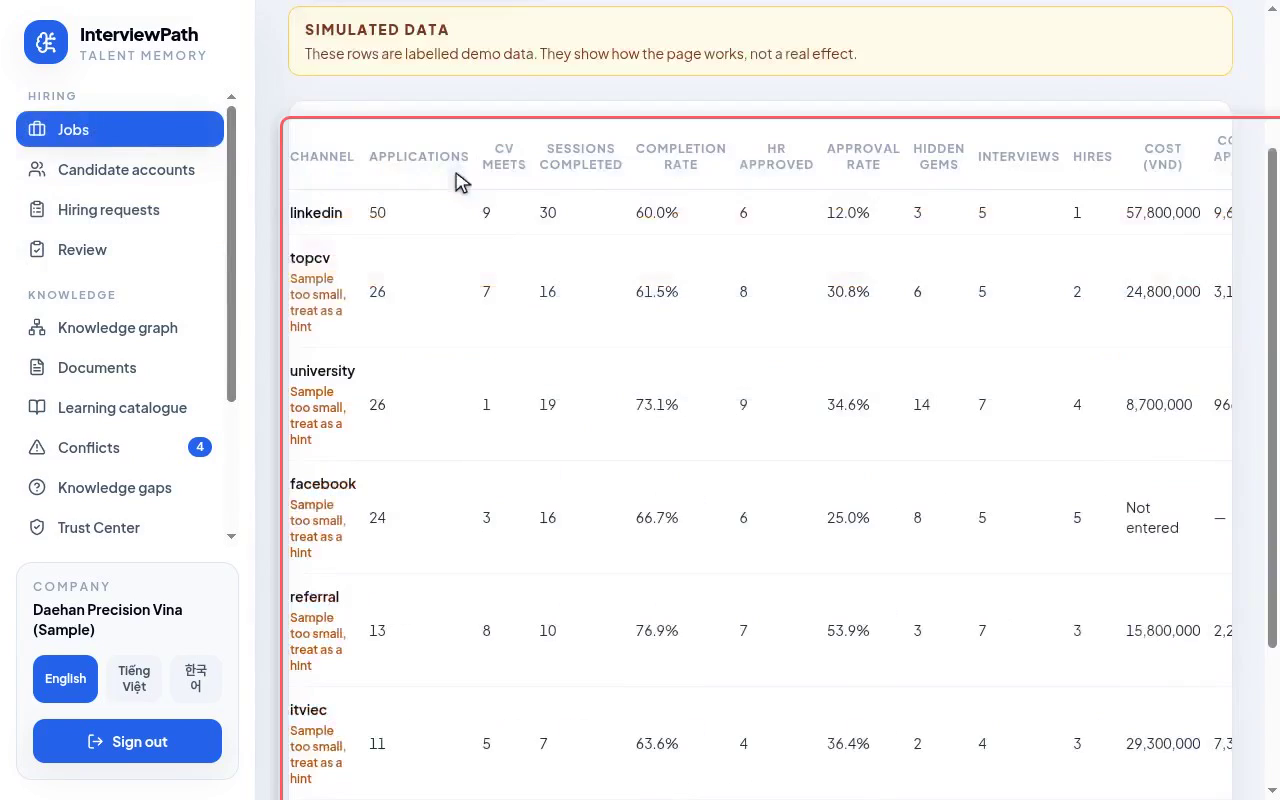 InterviewPath
TALENT MEMORY
HIRING
Jobs
Candidate accounts
Hiring requests
Review
KNOWLEDGE
Knowledge graph
Documents
Learning catalogue
Conflicts 4
Knowledge gaps
Trust Center
COMPANY
Daehan Precision Vina
(Sample)
English
Tiếng
Việt
한국
어
Sign out
SIMULATED DATA
These rows are labelled demo data. They show how the page works, not a real effect.
CHANNEL APPLICATIONS CV MEETS SESSIONS COMPLETED COMPLETION RATE HR APPROVED APPROVAL RATE HIDDEN GEMS INTERVIEWS HIRES COST (VND)
linkedin 50 9 30 60.0% 6 12.0% 3 5 1 57,800,000
topcv
Sample
too small,
treat as a
hint
26 7 16 61.5% 8 30.8% 6 5 2 24,800,000
university
Sample
too small,
treat as a
hint
26 1 19 73.1% 9 34.6% 14 7 4 8,700,000
facebook
Sample
too small,
treat as a
hint
24 3 16 66.7% 6 25.0% 8 5 5 Not entered —
referral
Sample
too small,
treat as a
hint
13 8 10 76.9% 7 53.9% 3 7 3 15,800,000
itviec
Sample
too small,
treat as a
hint
11 5 7 63.6% 4 36.4% 2 4 3 29,300,000